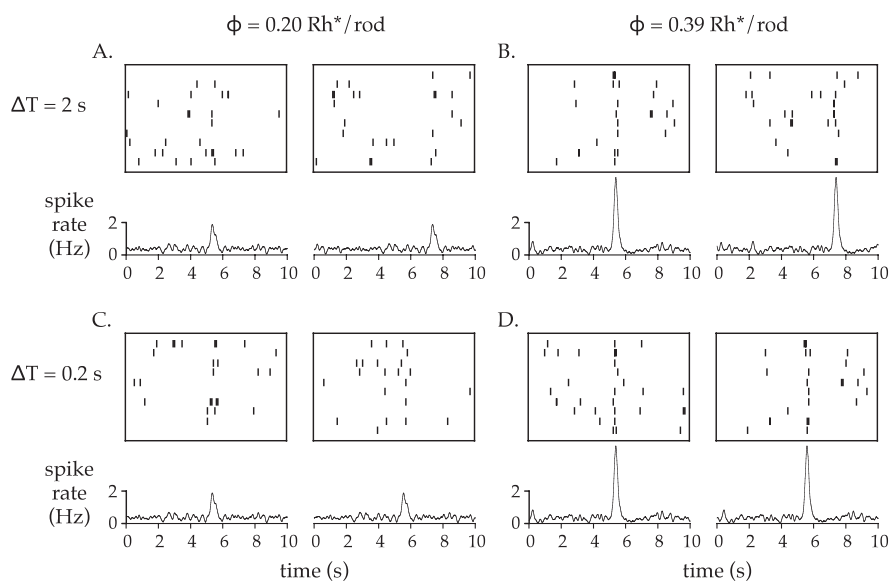 ϕ = 0.20 Rh*/rod
ϕ = 0.39 Rh*/rod
A.
B.
ΔT = 2 s
spike
rate
(Hz)
2
0
0 2 4 6 8 10
0 2 4 6 8 10
2
0
0 2 4 6 8 10
0 2 4 6 8 10
C.
D.
ΔT = 0.2 s
spike
rate
(Hz)
2
0
0 2 4 6 8 10
0 2 4 6 8 10
2
0
0 2 4 6 8 10
0 2 4 6 8 10
time (s)
time (s)